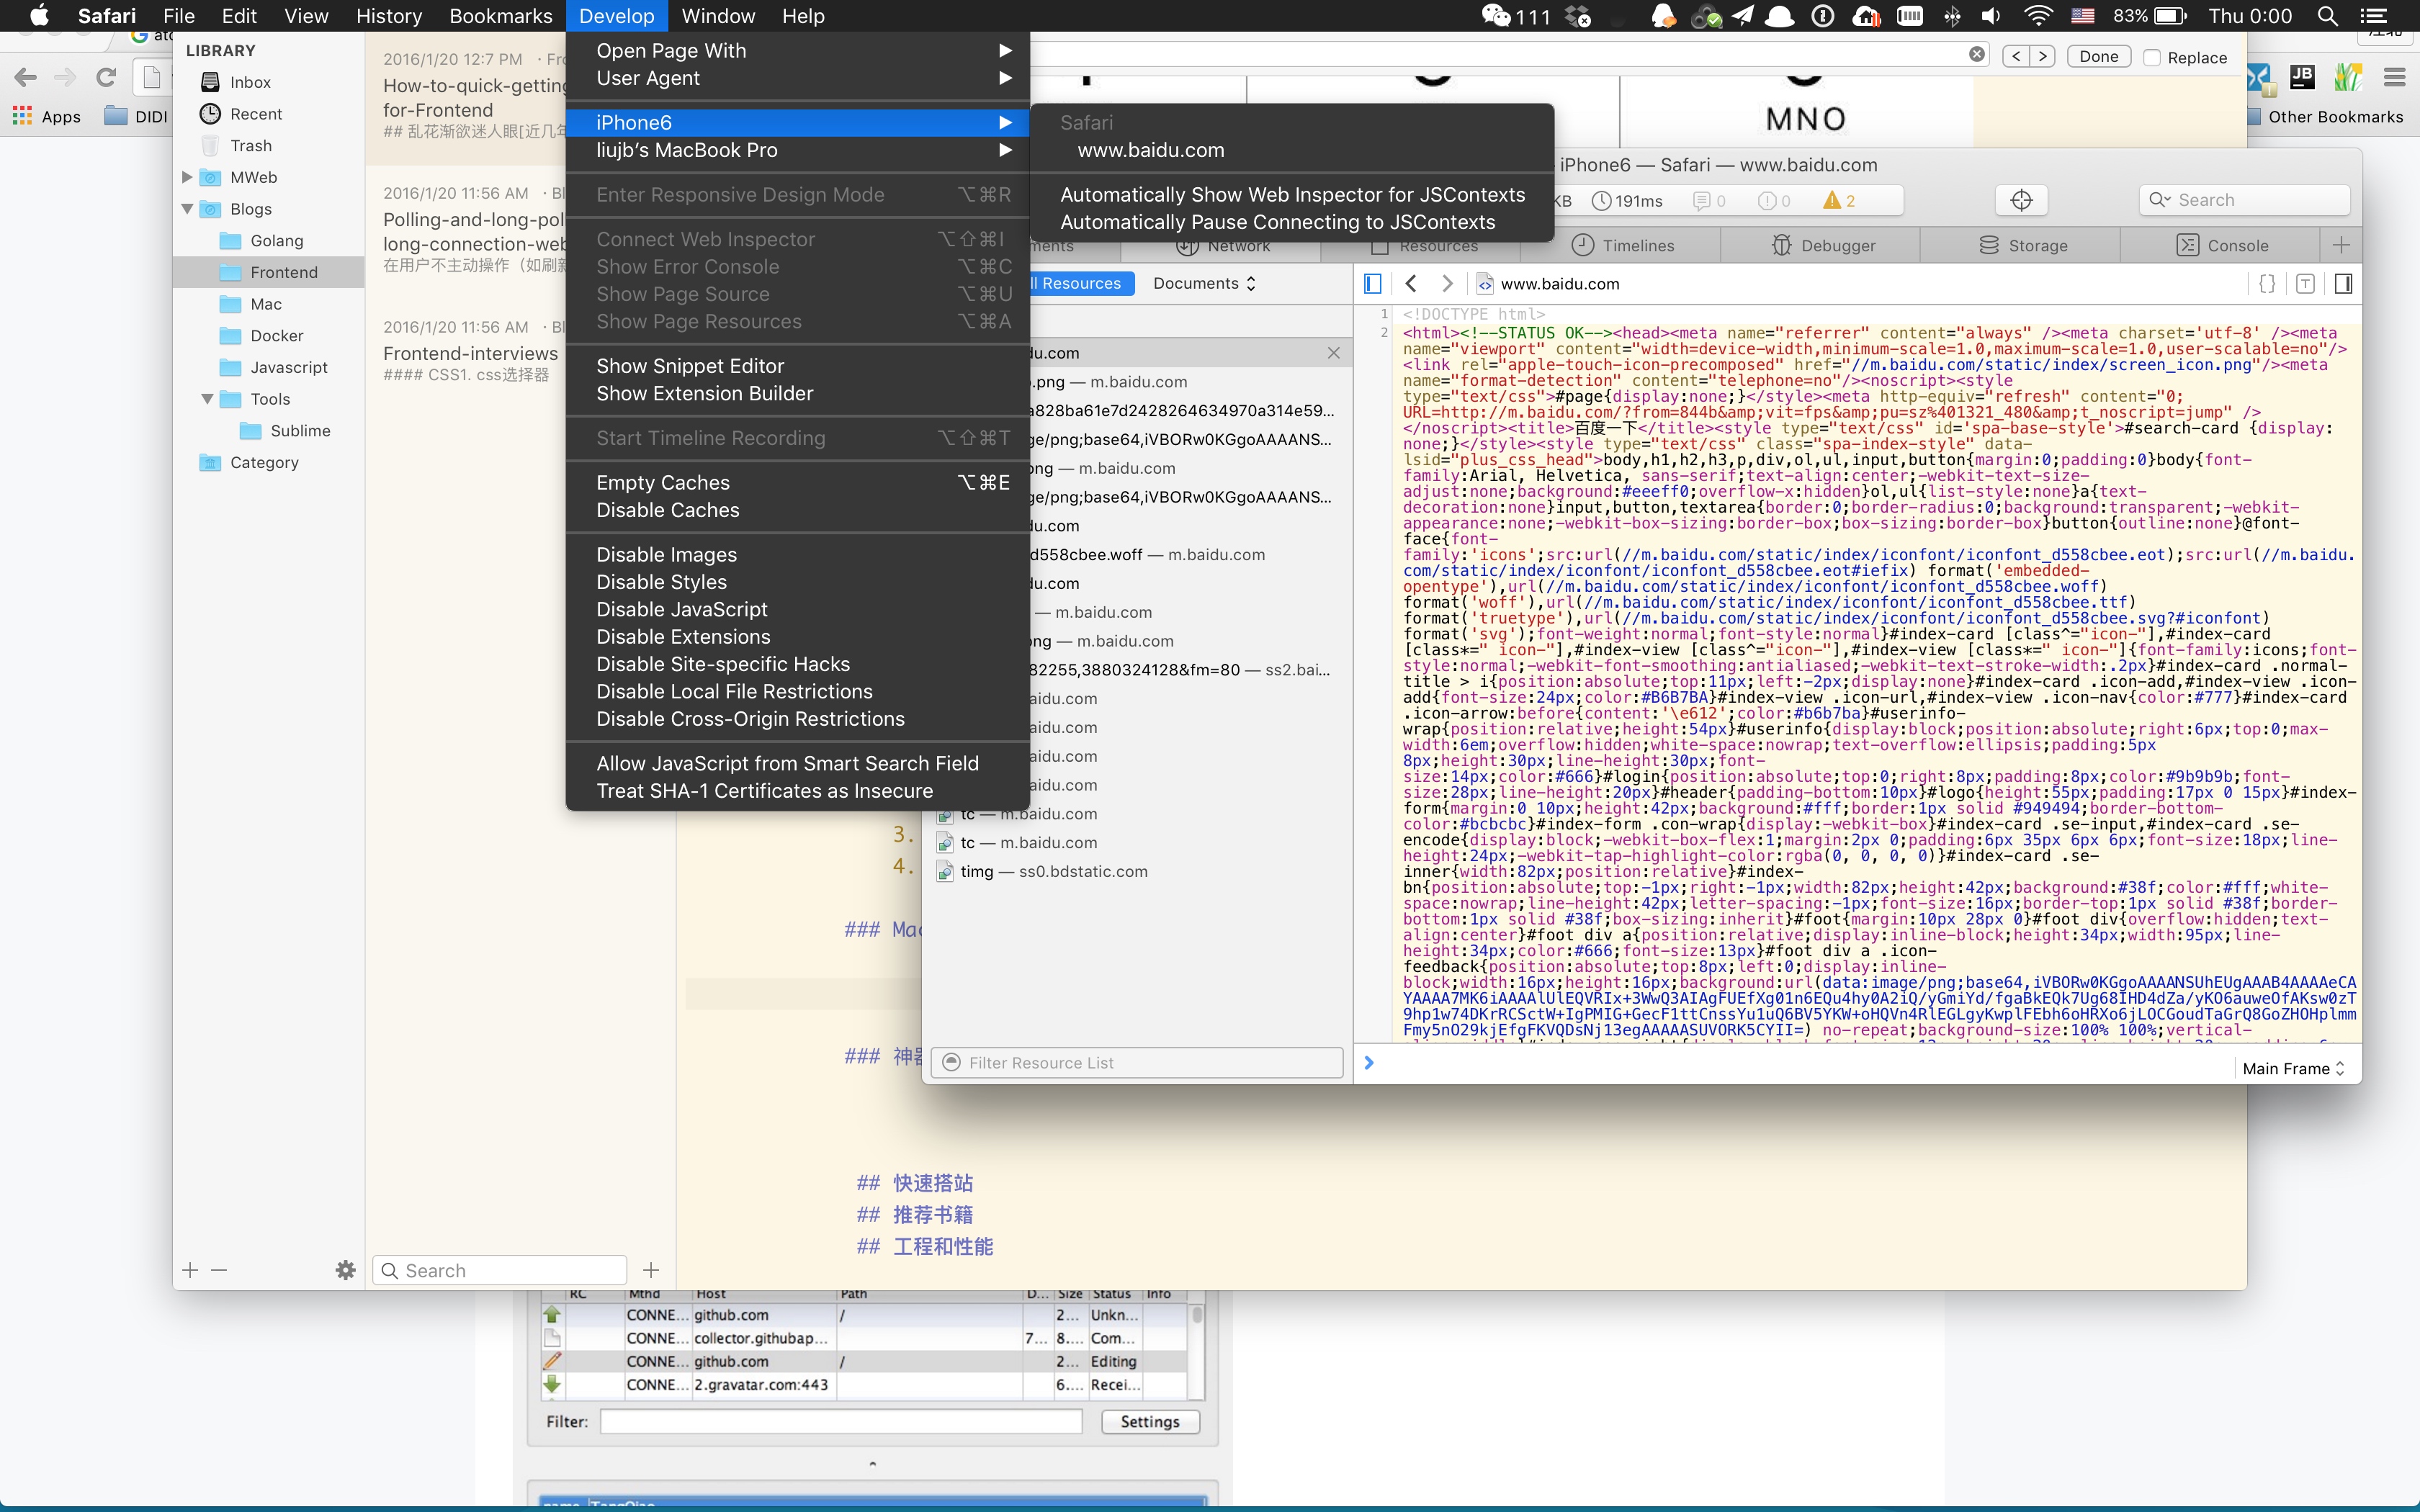 Safari File Edit View History Bookmarks Develop Window Help 111 83% Thu 0:00
LIBRARY
Inbox
Recent
Trash
MWeb
Blogs
Golang
Frontend
Mac
Docker
Javascript
Tools
Sublime
Category
Apps DIDI
Other Bookmarks
2016/1/20 12:7 PM
How-to-quick-getting
for-Frontend
## 乱花渐欲迷人眼[近几年
2016/1/20 11:56 AM
Polling-and-long-pol
long-connection-web
在用户不主动操作（如刷新
2016/1/20 11:56 AM
Frontend-interviews
#### CSS1. css选择器
Search
Open Page With
User Agent
iPhone6
liujb’s MacBook Pro
Enter Responsive Design Mode ⌥⌘R
Connect Web Inspector ⌥⇧⌘I
Show Error Console ⌥⌘C
Show Page Source ⌥⌘U
Show Page Resources ⌥⌘A
Show Snippet Editor
Show Extension Builder
Start Timeline Recording ⌥⇧⌘T
Empty Caches ⌥⌘E
Disable Caches
Disable Images
Disable Styles
Disable JavaScript
Disable Extensions
Disable Site-specific Hacks
Disable Local File Restrictions
Disable Cross-Origin Restrictions
Allow JavaScript from Smart Search Field
Treat SHA-1 Certificates as Insecure
Safari
www.baidu.com
Automatically Show Web Inspector for JSContexts
Automatically Pause Connecting to JSContexts
Done Replace
MNO
iPhone6 — Safari — www.baidu.com
KB 191ms 0 0 2 Search
Network Resources Timelines Debugger Storage Console
Resources Documents
www.baidu.com
du.com
.png — m.baidu.com
a828ba61e7d2428264634970a314e59...
ge/png;base64,iVBORw0KGgoAAAANS...
png — m.baidu.com
ge/png;base64,iVBORw0KGgoAAAANS...
du.com
d558cbee.woff — m.baidu.com
du.com
— m.baidu.com
png — m.baidu.com
82255,3880324128&fm=80 — ss2.bai...
aidu.com
aidu.com
aidu.com
aidu.com
tc — m.baidu.com
tc — m.baidu.com
timg — ss0.bdstatic.com
Filter Resource List
1 <!DOCTYPE html>
2 <html><!--STATUS OK--><head><meta name="referrer" content="always" /><meta charset='utf-8' /><meta
name="viewport" content="width=device-width,minimum-scale=1.0,maximum-scale=1.0,user-scalable=no"/>
<link rel="apple-touch-icon-precomposed" href="//m.baidu.com/static/index/screen_icon.png"/><meta
name="format-detection" content="telephone=no"/><noscript><style
type="text/css">#page{display:none;}</style><meta http-equiv="refresh" content="0;
URL=http://m.baidu.com/?from=844b&amp;vit=fps&amp;pu=sz%401321_480&amp;t_noscript=jump" />
</noscript><title>百度一下</title><style type="text/css" id='spa-base-style'>#search-card {display:
none;}</style><style type="text/css" class="spa-index-style" data-
lsid="plus_css_head">body,h1,h2,h3,p,div,ol,ul,input,button{margin:0;padding:0}body{font-
family:Arial, Helvetica, sans-serif;text-align:center;-webkit-text-size-
adjust:none;background:#eeeff0;overflow-x:hidden}ol,ul{list-style:none}a{text-
decoration:none}input,button,textarea{border:0;border-radius:0;background:transparent;-webkit-
appearance:none;-webkit-box-sizing:border-box;box-sizing:border-box}button{outline:none}@font-
face{font-
family:'icons';src:url(//m.baidu.com/static/index/iconfont/iconfont_d558cbee.eot);src:url(//m.baidu.
com/static/index/iconfont/iconfont_d558cbee.eot#iefix) format('embedded-
opentype'),url(//m.baidu.com/static/index/iconfont/iconfont_d558cbee.woff)
format('woff'),url(//m.baidu.com/static/index/iconfont/iconfont_d558cbee.ttf)
format('truetype'),url(//m.baidu.com/static/index/iconfont/iconfont_d558cbee.svg?#iconfont)
format('svg');font-weight:normal;font-style:normal}#index-card [class^="icon-"],#index-card
[class*=" icon-"],#index-view [class^="icon-"],#index-view [class*=" icon-"]{font-family:icons;font-
style:normal;-webkit-font-smoothing:antialiased;-webkit-text-stroke-width:.2px}#index-card .normal-
title > i{position:absolute;top:11px;left:-2px;display:none}#index-card .icon-add,#index-view .icon-
add{font-size:24px;color:#B6B7BA}#index-view .icon-url,#index-view .icon-nav{color:#777}#index-card
.icon-arrow:before{content:'\e612';color:#b6b7ba}#userinfo-
wrap{position:relative;height:54px}#userinfo{display:block;position:absolute;right:6px;top:0;max-
width:6em;overflow:hidden;white-space:nowrap;text-overflow:ellipsis;padding:5px
8px;height:30px;line-height:30px;font-
size:14px;color:#666}#login{position:absolute;top:0;right:8px;padding:8px;color:#9b9b9b;font-
size:28px;line-height:20px}#header{padding-bottom:10px}#logo{height:55px;padding:17px 0 15px}#index-
form{margin:0 10px;height:42px;background:#fff;border:1px solid #949494;border-bottom-
color:#bcbcbc}#index-form .con-wrap{display:-webkit-box}#index-card .se-input,#index-card .se-
encode{display:block;-webkit-box-flex:1;margin:2px 0;padding:6px 35px 6px 6px;font-size:18px;line-
height:24px;-webkit-tap-highlight-color:rgba(0, 0, 0, 0)}#index-card .se-
inner{width:82px;position:relative}#index-
bn{position:absolute;top:-1px;right:-1px;width:82px;height:42px;background:#38f;color:#fff;white-
space:nowrap;line-height:42px;letter-spacing:-1px;font-size:16px;border-top:1px solid #38f;border-
bottom:1px solid #38f;box-sizing:inherit}#foot{margin:10px 28px 0}#foot div{overflow:hidden;text-
align:center}#foot div a{position:relative;display:inline-block;height:34px;width:95px;line-
height:34px;color:#666;font-size:13px}#foot div a .icon-
feedback{position:absolute;top:8px;left:0;display:inline-
block;width:16px;height:16px;background:url(data:image/png;base64,iVBORw0KGgoAAAANSUhEUgAAAB4AAAAeCA
no-repeat;background-size:100% 100%;vertical-
Main Frame
3.
4.
### Mac
### 神器
## 快速搭站
## 推荐书籍
## 工程和性能
RC Mthd Host Path D... Size Status Info
CONNE... github.com / 2... Unkn...
CONNE... collector.githubap... 7... 8.... Com...
CONNE... github.com / 2... Editing
CONNE... 2.gravatar.com:443 6.... Recei...
Filter: Settings